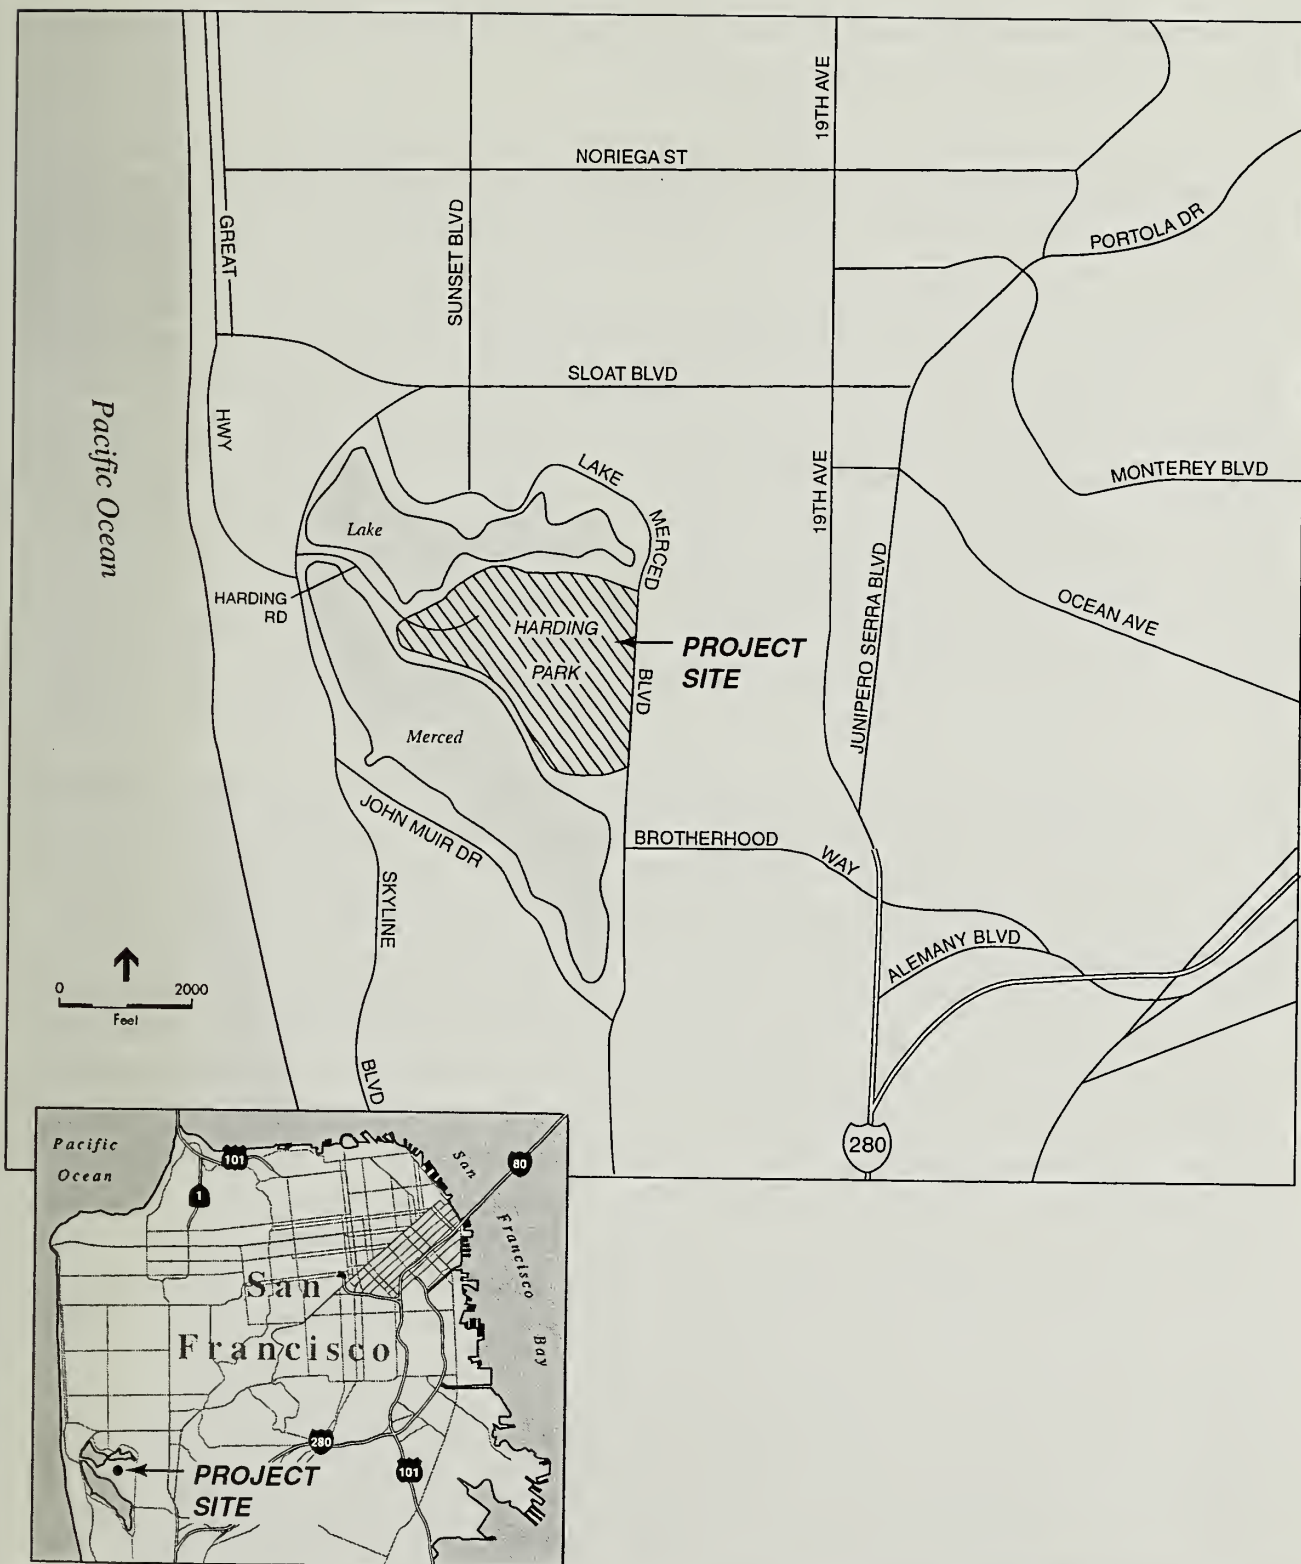 19TH AVE
NORIEGA ST
GREAT
SUNSET BLVD
PORTOLA DR
SLOAT BLVD
Pacific Ocean
HWY
LAKE
MERCED
BLVD
19TH AVE
MONTEREY BLVD
Lake
HARDING
RD
HARDING
PARK
PROJECT
SITE
JUNIPERO SERRA BLVD
OCEAN AVE
Merced
JOHN MUIR DR
BROTHERHOOD
WAY
SKYLINE
BLVD
ALEMANY BLVD
0 2000
Feet
280
Pacific
Ocean
101
1
80
San
Francisco
Bay
San
Francisco
280
101
PROJECT
SITE